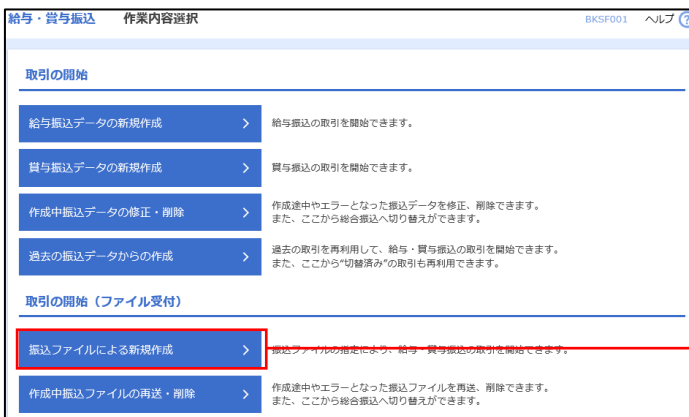 給与・賞与振込 作業内容選択 BKSF001 ヘルプ ?
取引の開始
給与振込データの新規作成 > 給与振込の取引を開始できます。
賞与振込データの新規作成 > 賞与振込の取引を開始できます。
作成中振込データの修正・削除 > 作成途中やエラーとなった振込データを修正、削除できます。
また、ここから総合振込へ切り替えができます。
過去の振込データからの作成 > 過去の取引を再利用して、給与・賞与振込の取引を開始できます。
また、ここから“切替済み”の取引も再利用できます。
取引の開始（ファイル受付）
振込ファイルによる新規作成 > 振込ファイルの指定により、給与・賞与振込の取引を開始できます。
作成中振込ファイルの再送・削除 > 作成途中やエラーとなった振込ファイルを再送、削除できます。
また、ここから総合振込へ切り替えができます。